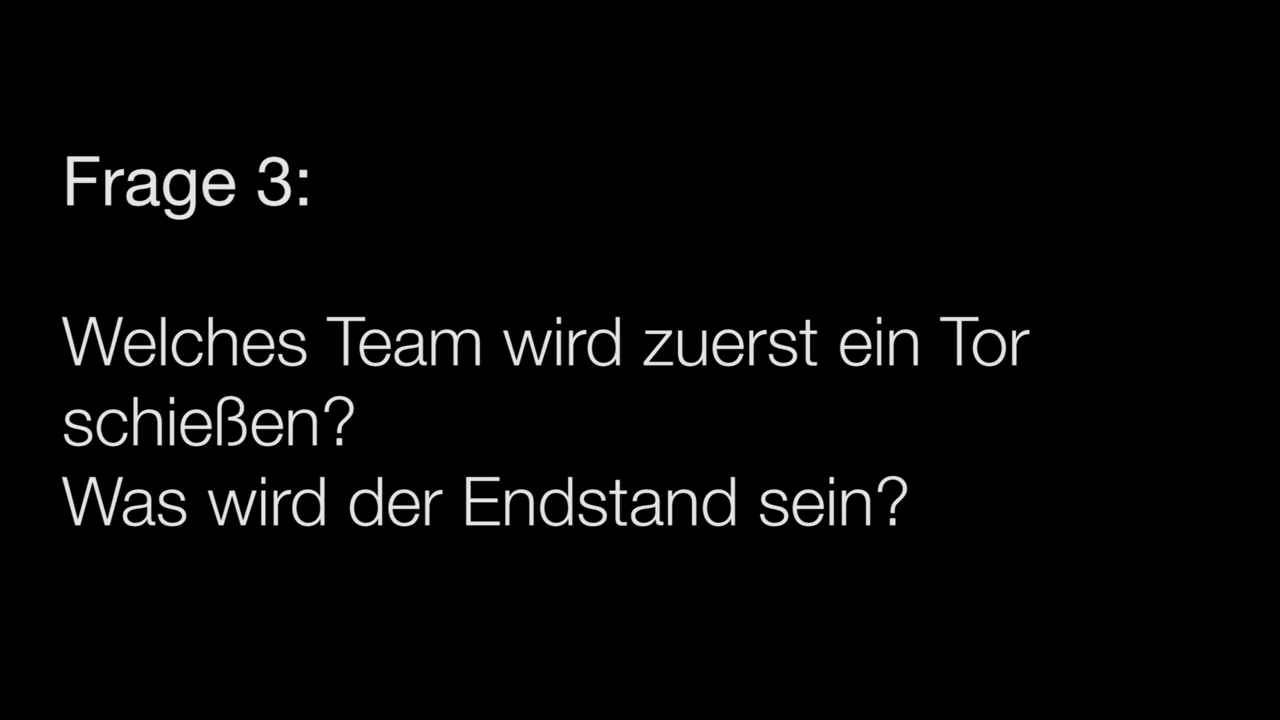 Frage 3:
Welches Team wird zuerst ein Tor
schießen?
Was wird der Endstand sein?